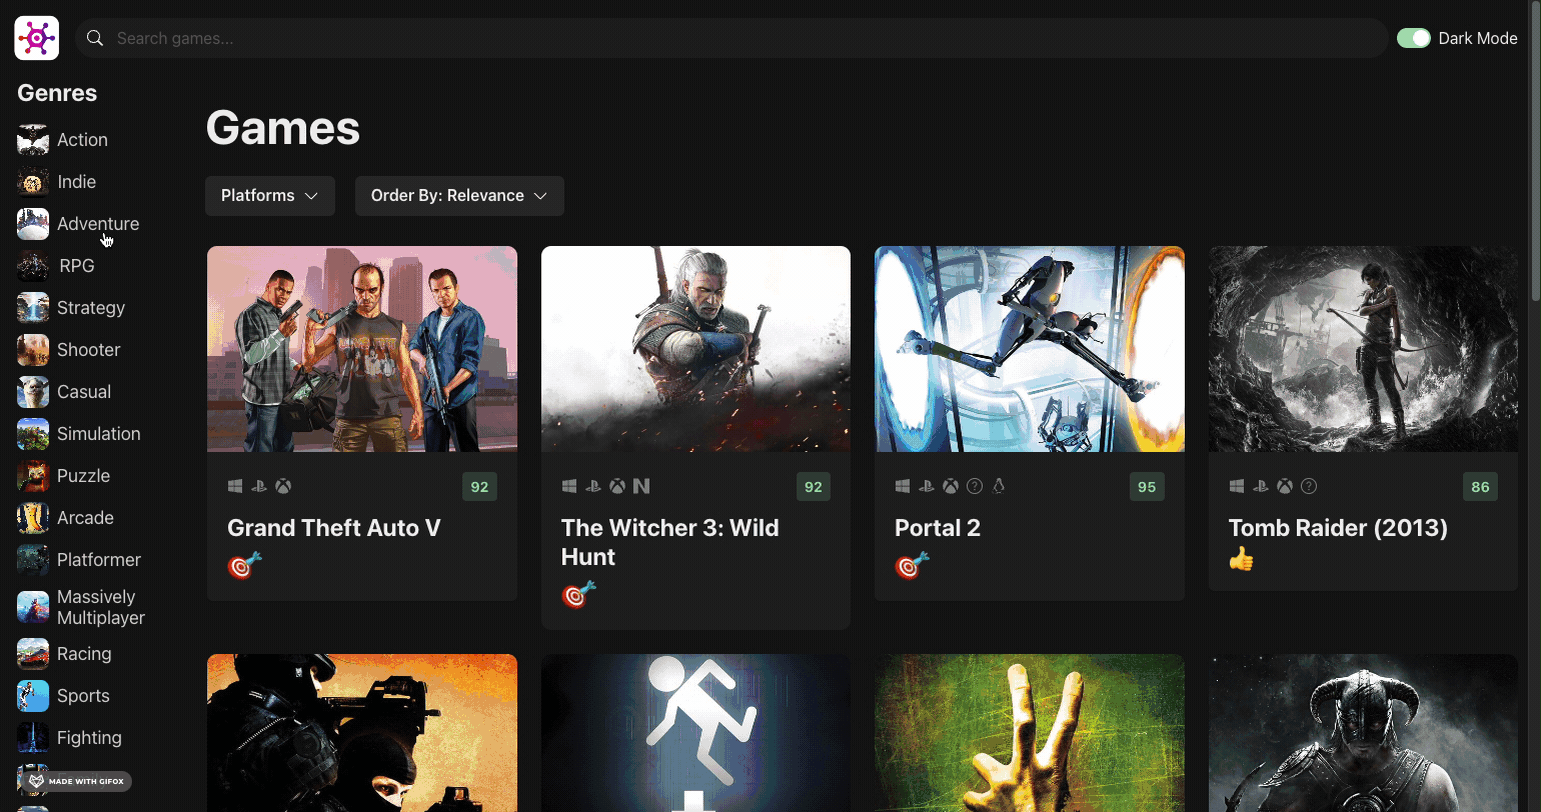 Search games...
Dark Mode
Genres
Action
Indie
Adventure
RPG
Strategy
Shooter
Casual
Simulation
Puzzle
Arcade
Platformer
Massively
Multiplayer
Racing
Sports
Fighting
MADE WITH GIFOX
Games
Platforms
Order By: Relevance
92
Grand Theft Auto V
92
The Witcher 3: Wild
Hunt
95
Portal 2
86
Tomb Raider (2013)